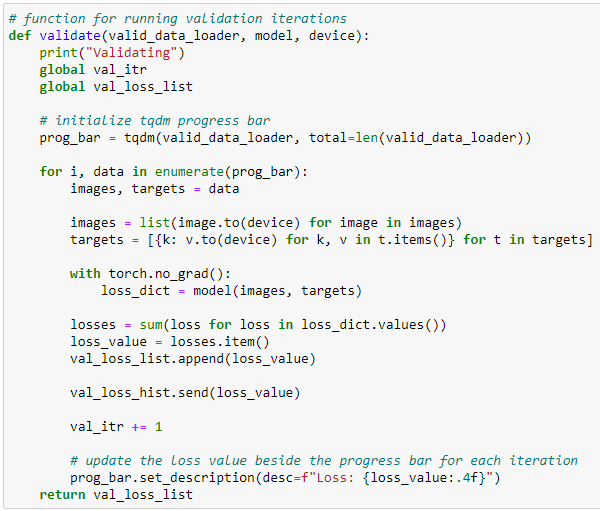 # function for running validation iterations
def validate(valid_data_loader, model, device):
    print("Validating")
    global val_itr
    global val_loss_list

    # initialize tqdm progress bar
    prog_bar = tqdm(valid_data_loader, total=len(valid_data_loader))

    for i, data in enumerate(prog_bar):
        images, targets = data

        images = list(image.to(device) for image in images)
        targets = [{k: v.to(device) for k, v in t.items()} for t in targets]

        with torch.no_grad():
            loss_dict = model(images, targets)

        losses = sum(loss for loss in loss_dict.values())
        loss_value = losses.item()
        val_loss_list.append(loss_value)

        val_loss_hist.send(loss_value)

        val_itr += 1

        # update the loss value beside the progress bar for each iteration
        prog_bar.set_description(desc=f"Loss: {loss_value:.4f}")
    return val_loss_list